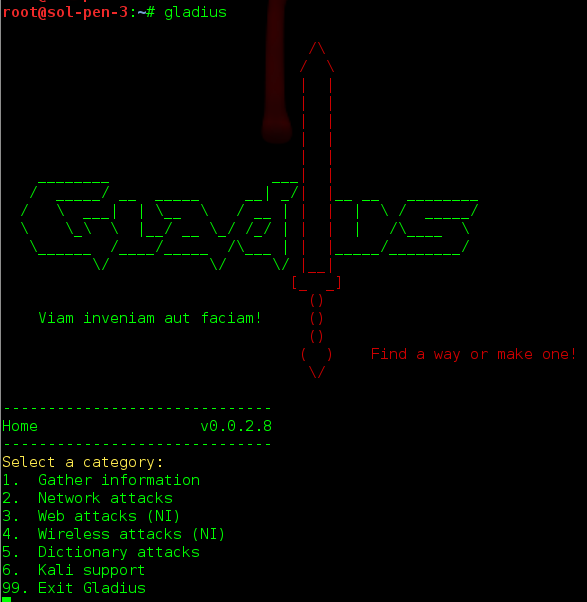 root@sol-pen-3:~# gladius
Gladius
Viam inveniam aut faciam!
Find a way or make one!
------------------------------
Home                  v0.0.2.8
------------------------------
Select a category:
1.  Gather information
2.  Network attacks
3.  Web attacks (NI)
4.  Wireless attacks (NI)
5.  Dictionary attacks
6.  Kali support
99. Exit Gladius